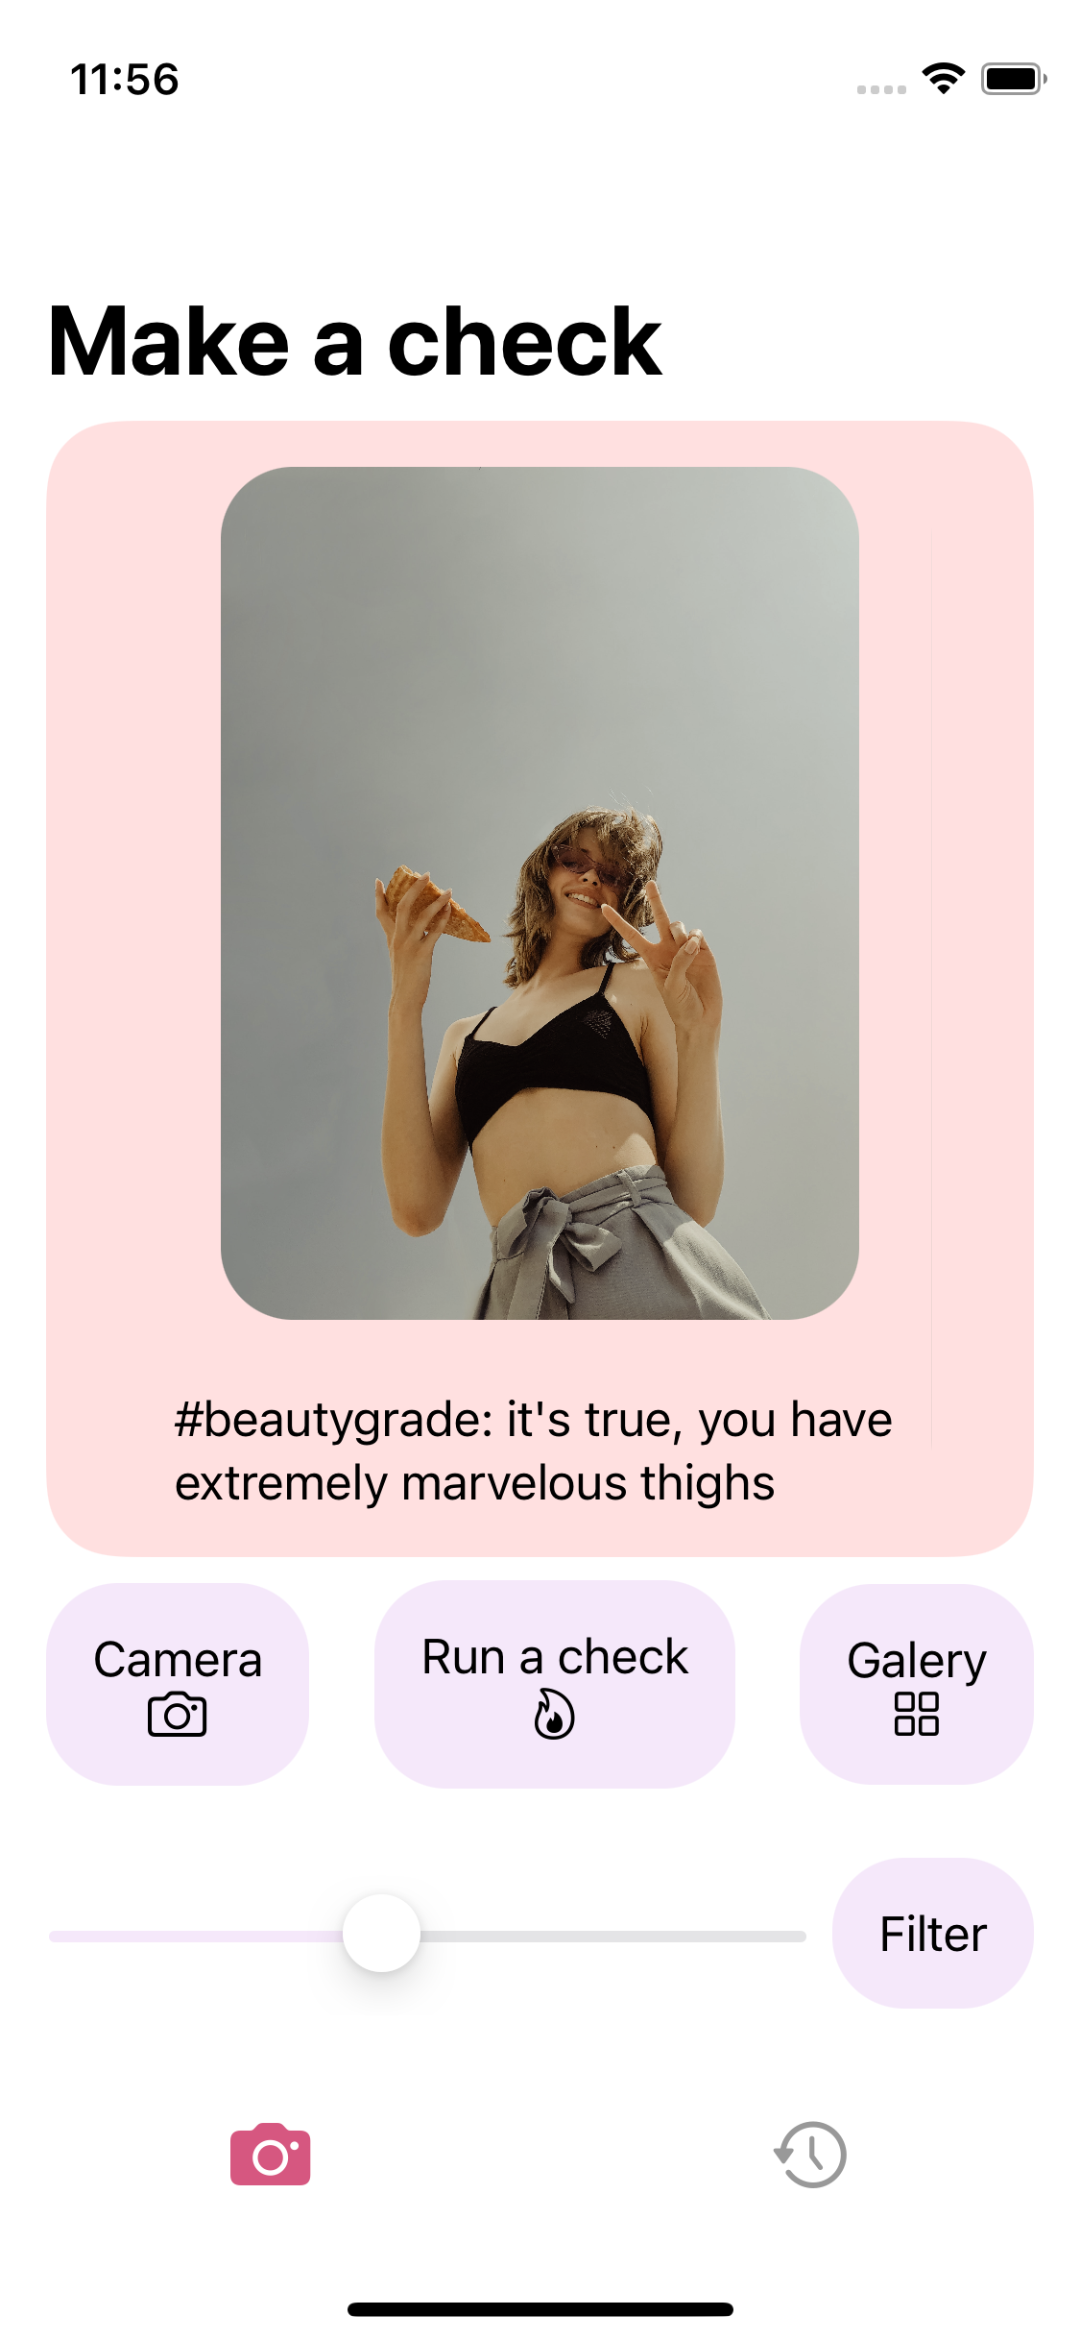 11:56
Make a check
#beautygrade: it's true, you have
extremely marvelous thighs
Camera
Run a check
Galery
Filter